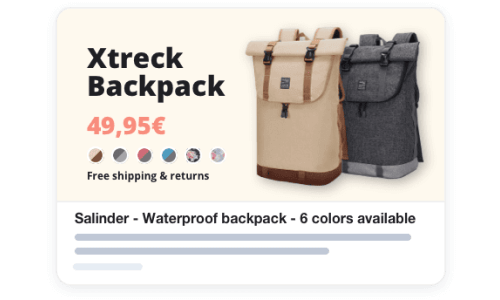 Xtreck
Backpack
49,95€
Free shipping & returns
Salinder - Waterproof backpack - 6 colors available